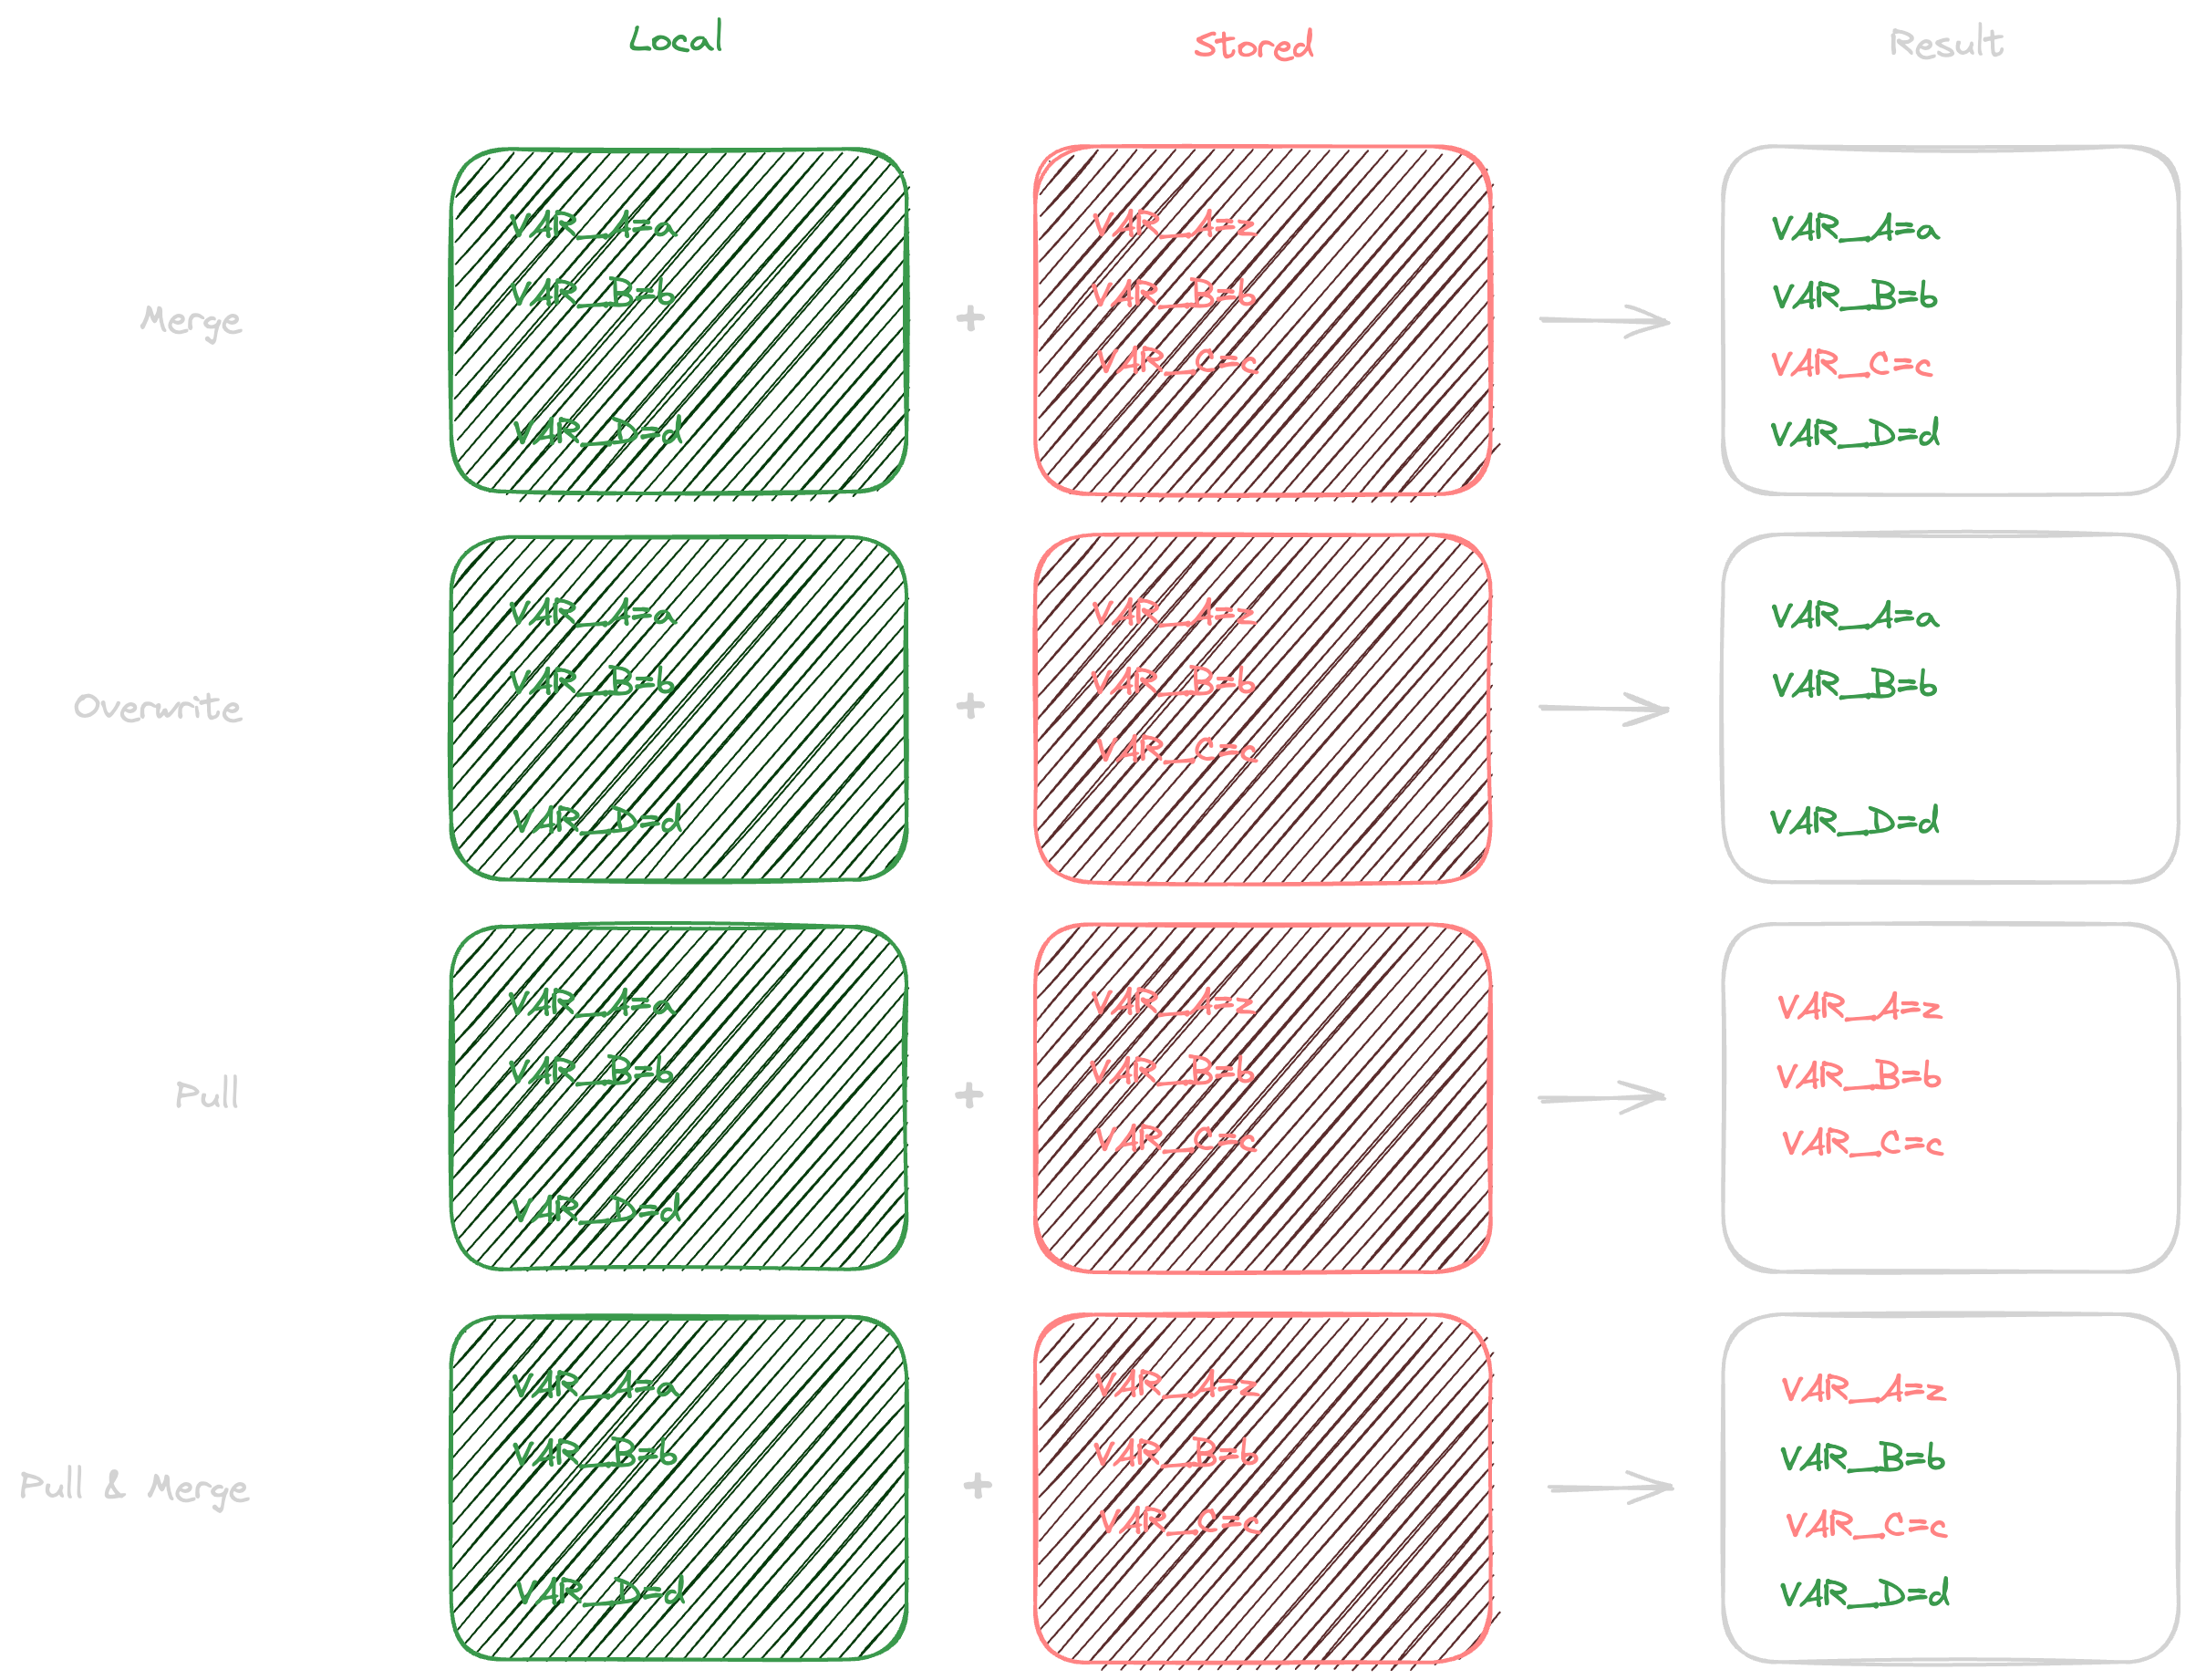 Local
Stored
Result
Merge
VAR_A=a
VAR_B=b
VAR_D=d
+
VAR_A=z
VAR_B=b
VAR_C=c
VAR_A=a
VAR_B=b
VAR_C=c
VAR_D=d
Overwrite
VAR_A=a
VAR_B=b
VAR_D=d
+
VAR_A=z
VAR_B=b
VAR_C=c
VAR_A=a
VAR_B=b
VAR_D=d
Pull
VAR_A=a
VAR_B=b
VAR_D=d
+
VAR_A=z
VAR_B=b
VAR_C=c
VAR_A=z
VAR_B=b
VAR_C=c
Pull & Merge
VAR_A=a
VAR_B=b
VAR_D=d
+
VAR_A=z
VAR_B=b
VAR_C=c
VAR_A=z
VAR_B=b
VAR_C=c
VAR_D=d